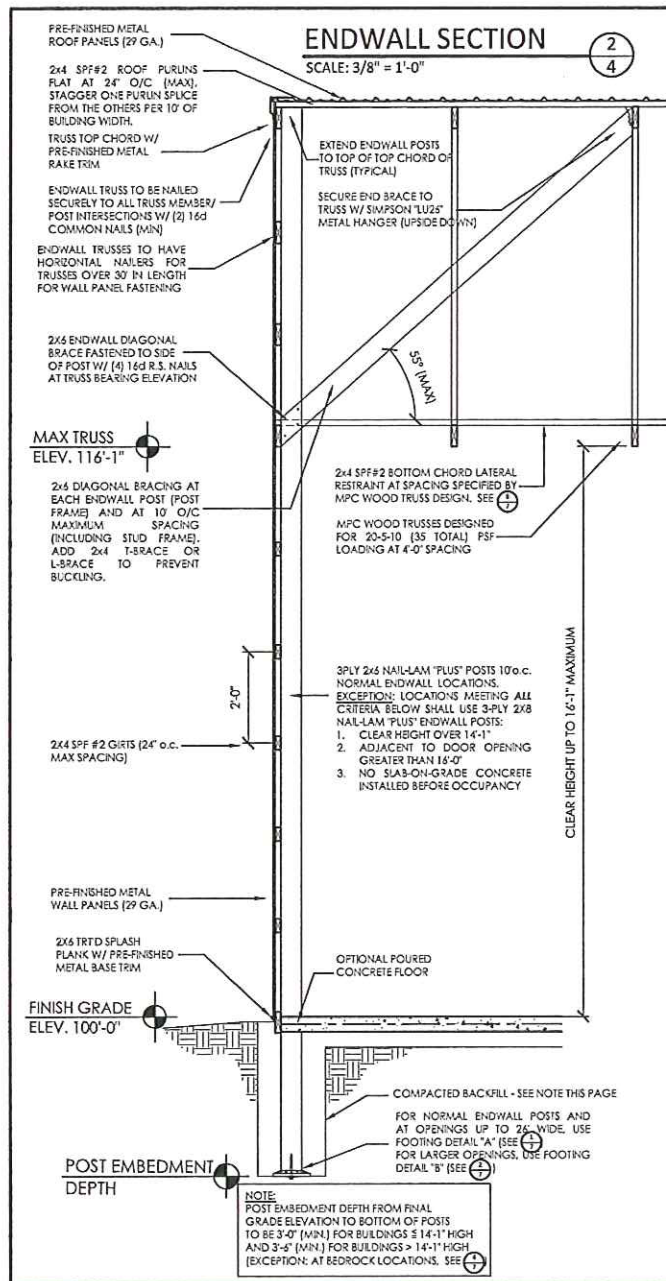 ENDWALL SECTION
SCALE: 3/8" = 1'-0"
2
4
PRE-FINISHED METAL
ROOF PANELS (29 GA.)
2x4 SPF#2 ROOF PURLINS
FLAT AT 24" O/C (MAX).
STAGGER ONE PURLIN SPLICE
FROM THE OTHERS PER 10' OF
BUILDING WIDTH.
TRUSS TOP CHORD W/
PRE-FINISHED METAL
RAKE TRIM
ENDWALL TRUSS TO BE NAILED
SECURELY TO ALL TRUSS MEMBER/
POST INTERSECTIONS W/ (2) 16d
COMMON NAILS (MIN)
ENDWALL TRUSSES TO HAVE
HORIZONTAL NAILERS FOR
TRUSSES OVER 30' IN LENGTH
FOR WALL PANEL FASTENING
EXTEND ENDWALL POSTS
TO TOP OF TOP CHORD OF
TRUSS (TYPICAL)
SECURE END BRACE TO
TRUSS W/ SIMPSON "LU26"
METAL HANGER (UPSIDE DOWN)
2X6 ENDWALL DIAGONAL
BRACE FASTENED TO SIDE
OF POST W/ (4) 16d R.S. NAILS
AT TRUSS BEARING ELEVATION
55° (MAX)
MAX TRUSS
ELEV. 116'-1"
2x6 DIAGONAL BRACING AT
EACH ENDWALL POST (POST
FRAME) AND AT 10' O/C
MAXIMUM SPACING
(INCLUDING STUD FRAME).
ADD 2x4 T-BRACE OR
L-BRACE TO PREVENT
BUCKLING.
2x4 SPF#2 BOTTOM CHORD LATERAL
RESTRAINT AT SPACING SPECIFIED BY
MPC WOOD TRUSS DESIGN. SEE
MPC WOOD TRUSSES DESIGNED
FOR 20-5-10 (35 TOTAL) PSF
LOADING AT 4'-0" SPACING
2'-0"
2X4 SPF #2 GIRTS (24" o.c.
MAX SPACING)
3PLY 2x6 NAIL-LAM "PLUS" POSTS 10'o.c.
NORMAL ENDWALL LOCATIONS.
EXCEPTION: LOCATIONS MEETING ALL
CRITERIA BELOW SHALL USE 3-PLY 2X8
NAIL-LAM "PLUS" ENDWALL POSTS:
1. CLEAR HEIGHT OVER 14'-1"
2. ADJACENT TO DOOR OPENING
GREATER THAN 16'-0"
3. NO SLAB-ON-GRADE CONCRETE
INSTALLED BEFORE OCCUPANCY
CLEAR HEIGHT UP TO 16'-1" MAXIMUM
PRE-FINISHED METAL
WALL PANELS (29 GA.)
2X6 TRT'D SPLASH
PLANK W/ PRE-FINISHED
METAL BASE TRIM
OPTIONAL POURED
CONCRETE FLOOR
FINISH GRADE
ELEV. 100'-0"
COMPACTED BACKFILL - SEE NOTE THIS PAGE
FOR NORMAL ENDWALL POSTS AND
AT OPENINGS UP TO 26' WIDE, USE
FOOTING DETAIL "A" (SEE
FOR LARGER OPENINGS, USE FOOTING
DETAIL "B" (SEE )
POST EMBEDMENT
DEPTH
NOTE:
POST EMBEDMENT DEPTH FROM FINAL
GRADE ELEVATION TO BOTTOM OF POSTS
TO BE 3'-0" (MIN.) FOR BUILDINGS ≤ 14'-1" HIGH
AND 3'-6" (MIN.) FOR BUILDINGS > 14'-1" HIGH
(EXCEPTION: AT BEDROCK LOCATIONS, SEE )